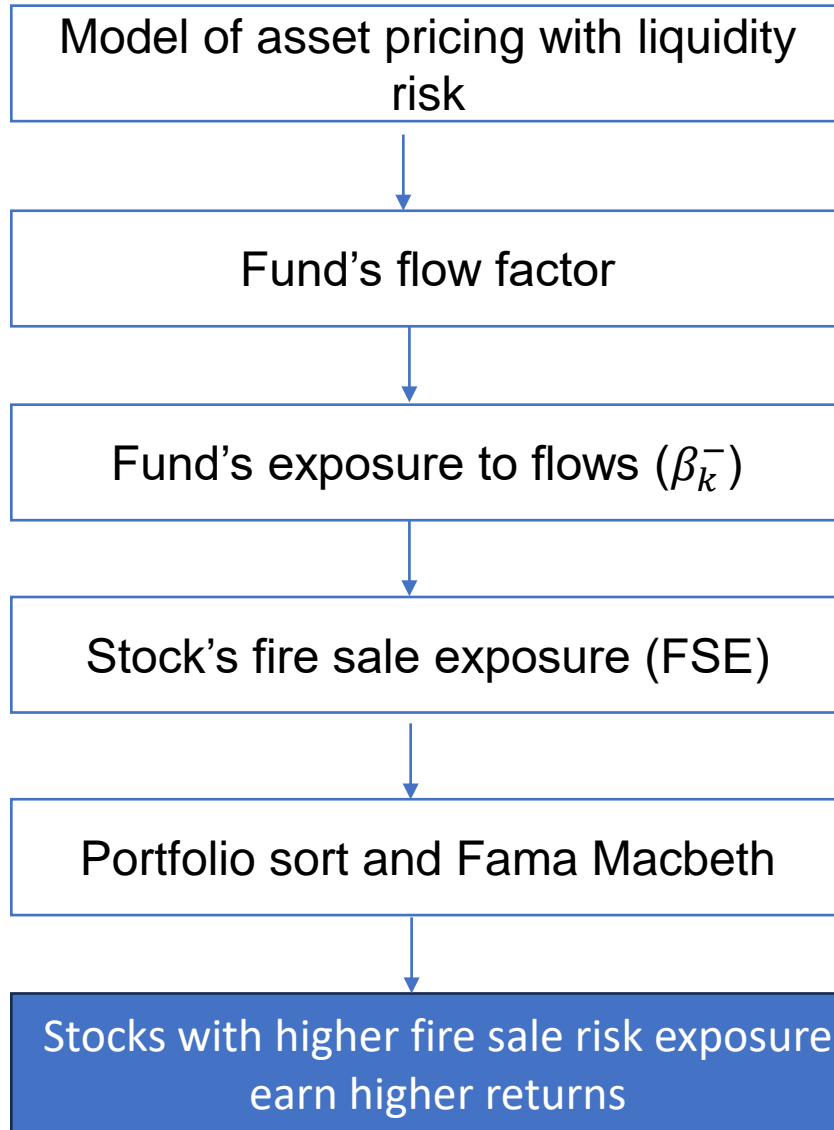 Model of asset pricing with liquidity
risk
Fund’s flow factor
Fund’s exposure to flows (βₖ⁻)
Stock’s fire sale exposure (FSE)
Portfolio sort and Fama Macbeth
Stocks with higher fire sale risk exposure
earn higher returns